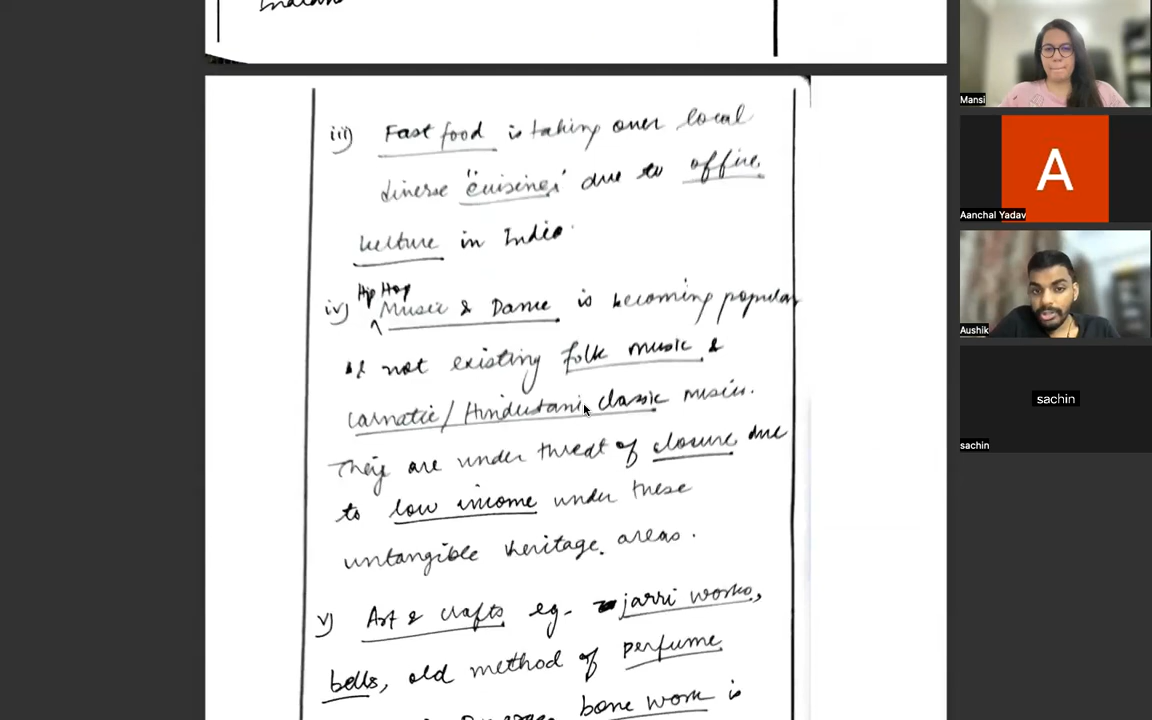 iii) Fast food is taking over local
diverse "cuisines" due to office
culture in India.
Hip Hop
iv) Music & Dance is becoming popular
& not existing folk music &
Carnatic/Hindustani classic music.
They are under threat of closure due
to low income under these
untangible heritage areas.
v) Art & crafts eg. jarri works,
bells, old method of perfume
bone work is
Mansi
A
Aanchal Yadav
Aushik
sachin
sachin